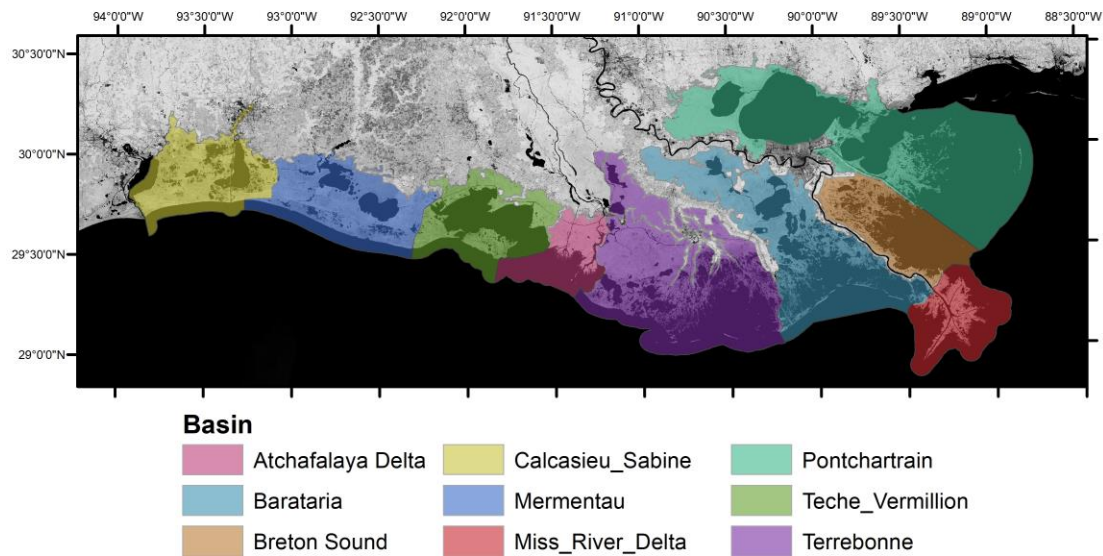 94°0'0"W 93°30'0"W 93°0'0"W 92°30'0"W 92°0'0"W 91°30'0"W 91°0'0"W 90°30'0"W 90°0'0"W 89°30'0"W 89°0'0"W 88°30'0"W
30°30'0"N
30°0'0"N
29°30'0"N
29°0'0"N
Basin
Atchafalaya Delta Calcasieu_Sabine Pontchartrain
Barataria Mermentau Teche_Vermillion
Breton Sound Miss_River_Delta Terrebonne